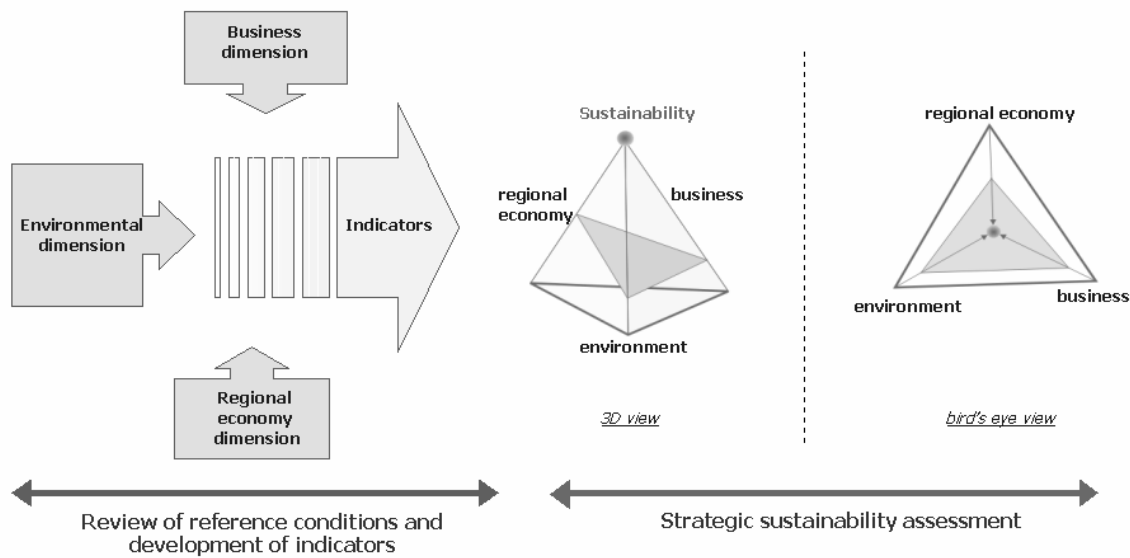 Business
dimension
Environmental
dimension
Indicators
Regional
economy
dimension
Review of reference conditions and
development of indicators
Sustainability
regional
economy
business
environment
3D view
regional economy
environment
business
bird's eye view
Strategic sustainability assessment